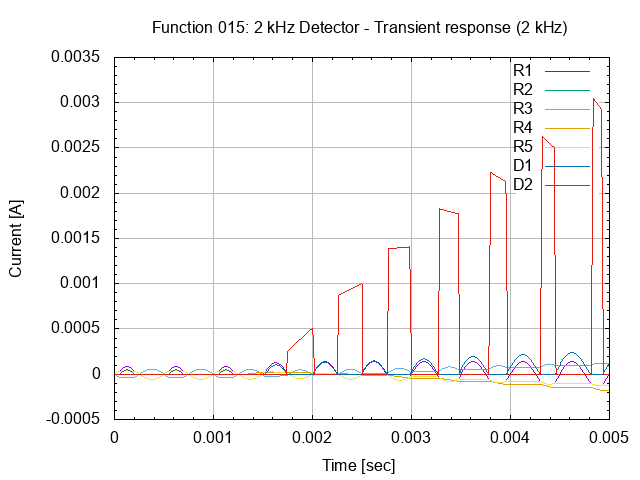 Function 015: 2 kHz Detector - Transient response (2 kHz)
0.0035
0.003
0.0025
0.002
0.0015
0.001
0.0005
0
-0.0005
Current [A]
R1
R2
R3
R4
R5
D1
D2
0 0.001 0.002 0.003 0.004 0.005
Time [sec]